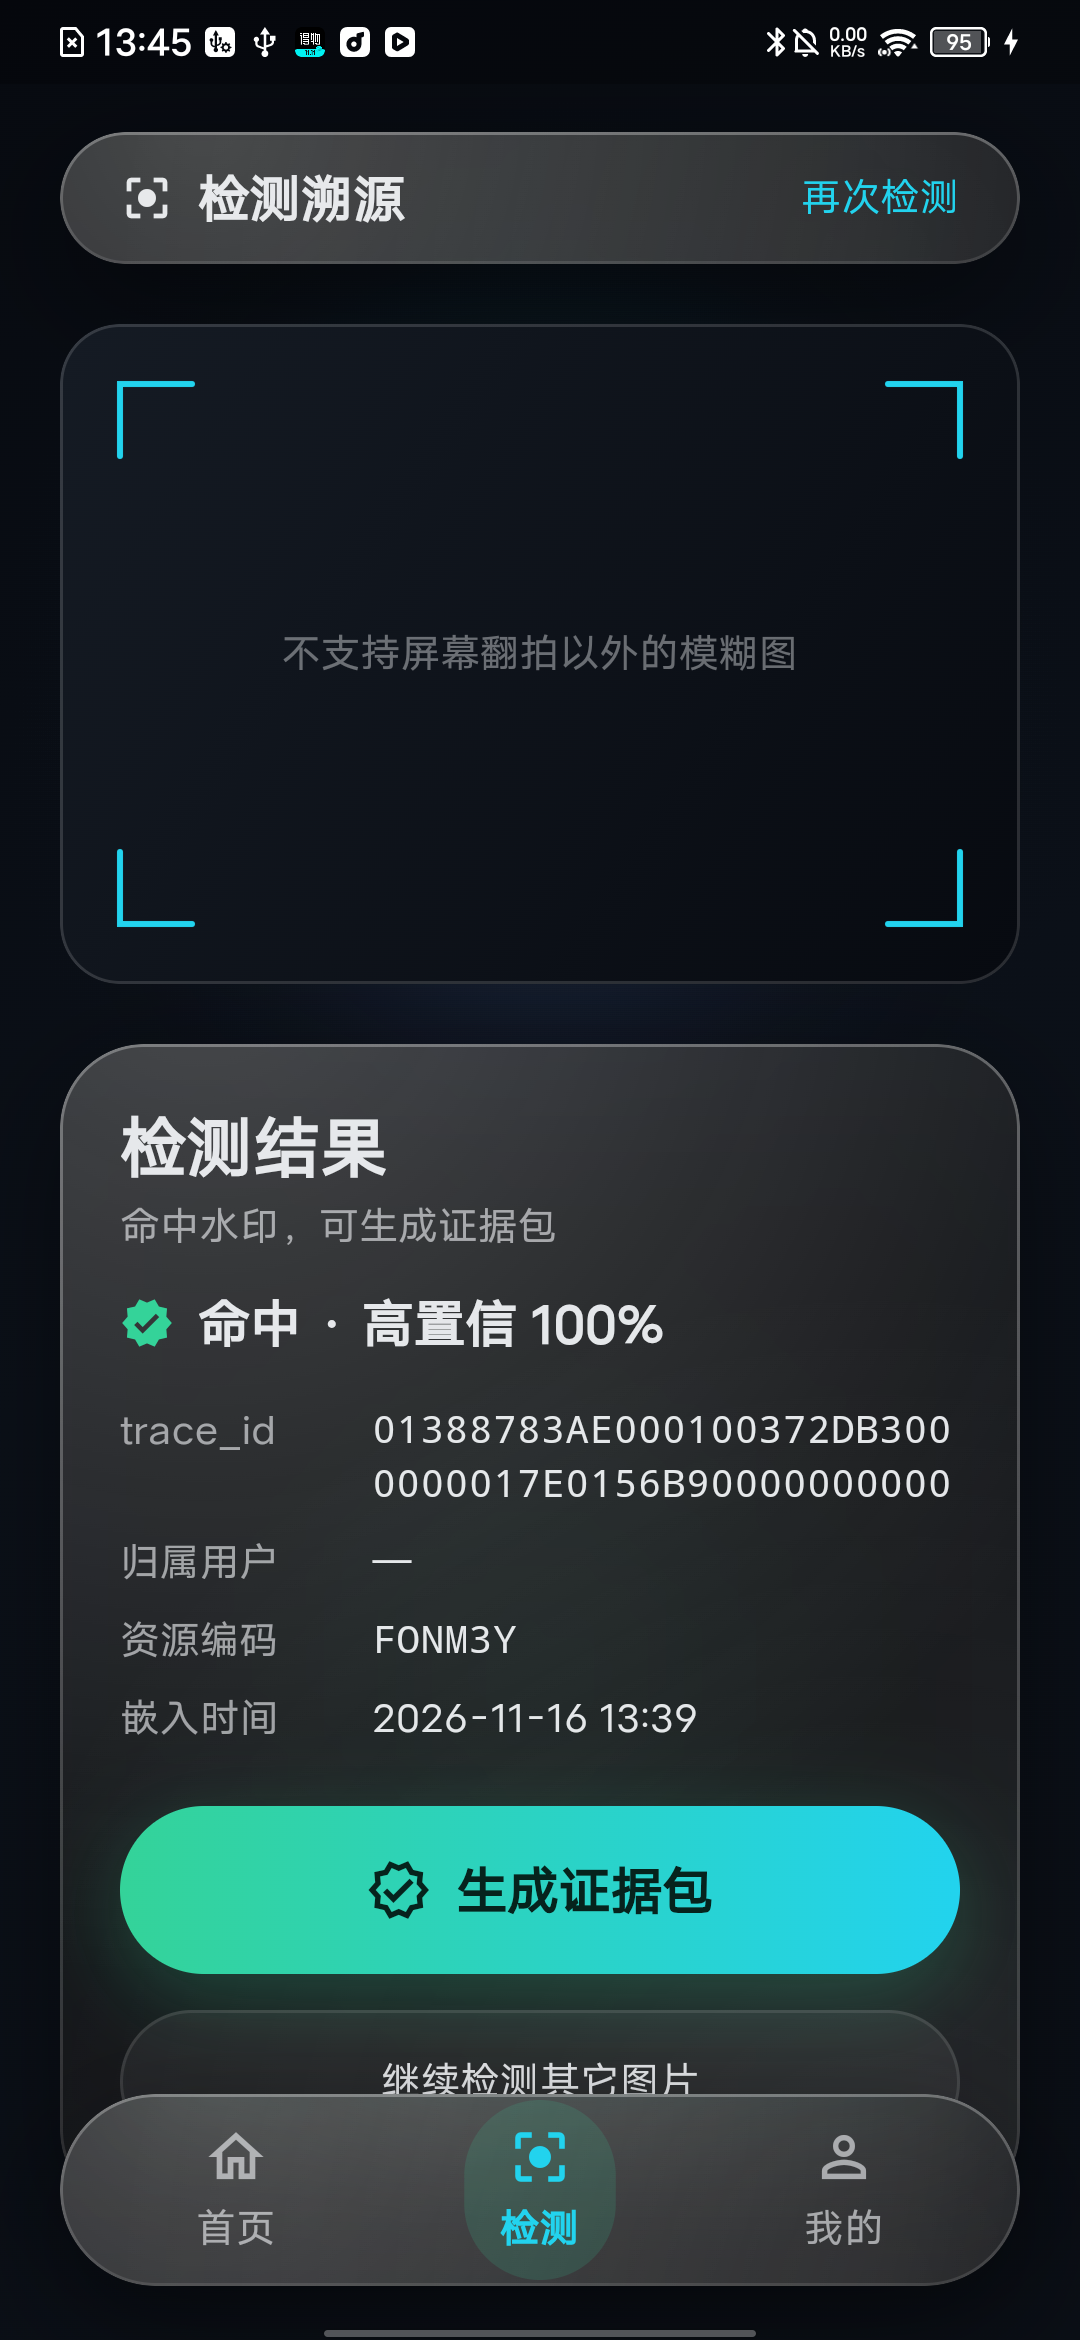 13:45
0.00
KB/s
95
检测溯源
再次检测
不支持屏幕翻拍以外的模糊图
检测结果
命中水印，可生成证据包
命中 · 高置信 100%
trace_id
01388783AE000100372DB300
0000017E0156B90000000000
归属用户
—
资源编码
FONM3Y
嵌入时间
2026-11-16 13:39
生成证据包
继续检测其它图片
首页
检测
我的